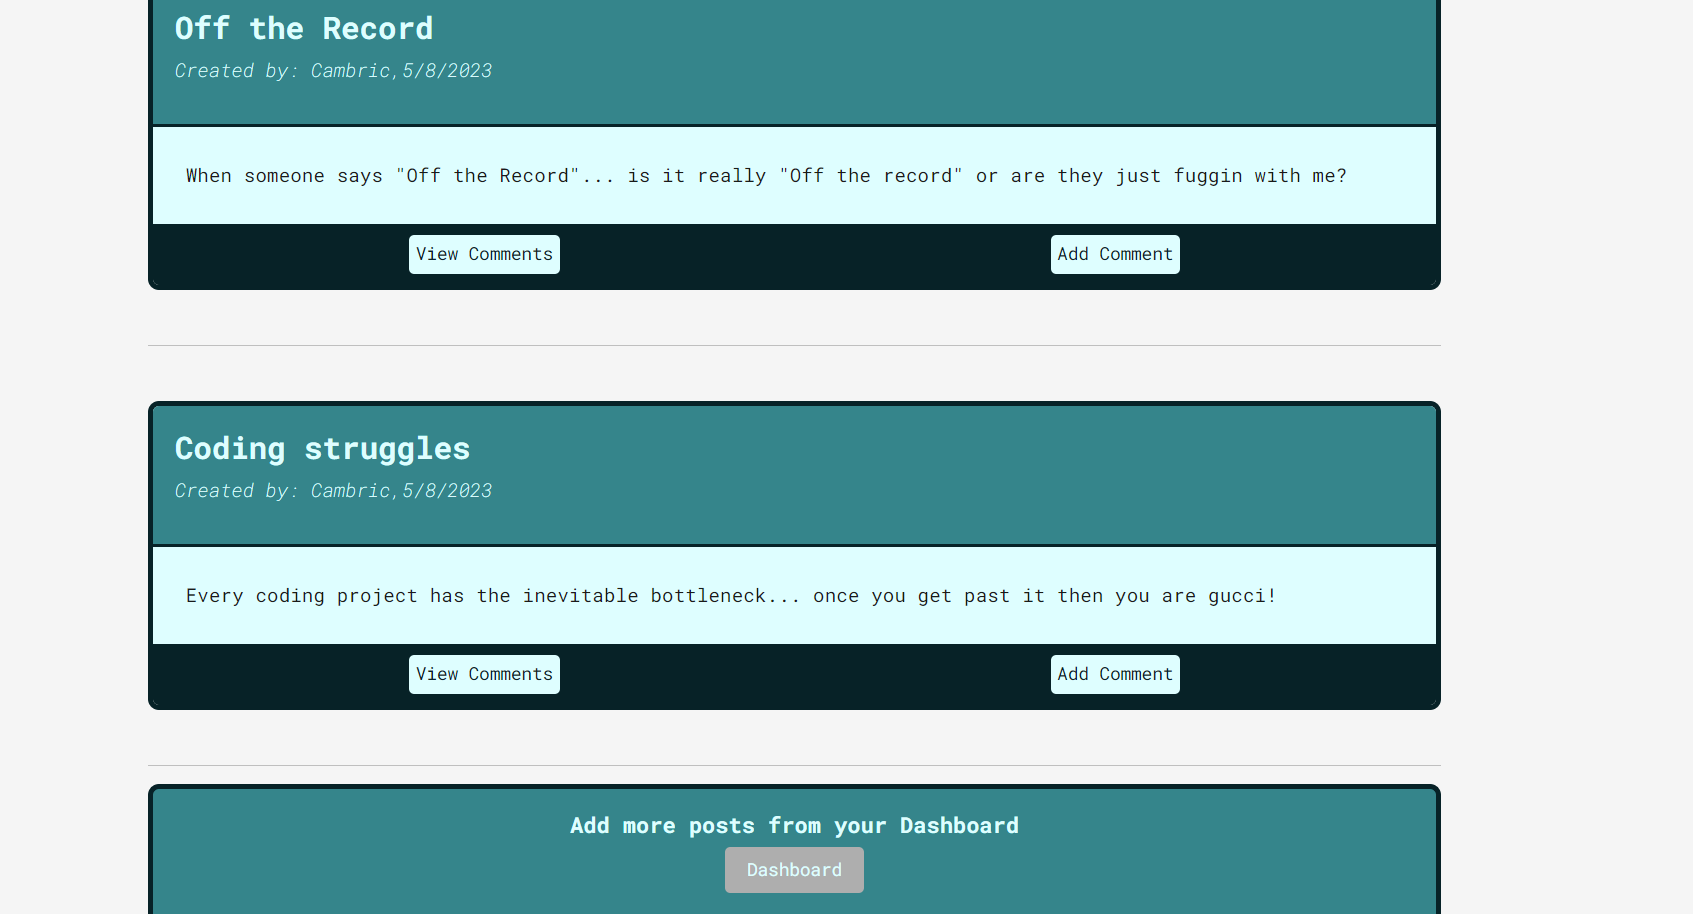 Off the Record
Created by: Cambric,5/8/2023
When someone says "Off the Record"... is it really "Off the record" or are they just fuggin with me?
View Comments
Add Comment
Coding struggles
Created by: Cambric,5/8/2023
Every coding project has the inevitable bottleneck... once you get past it then you are gucci!
View Comments
Add Comment
Add more posts from your Dashboard
Dashboard